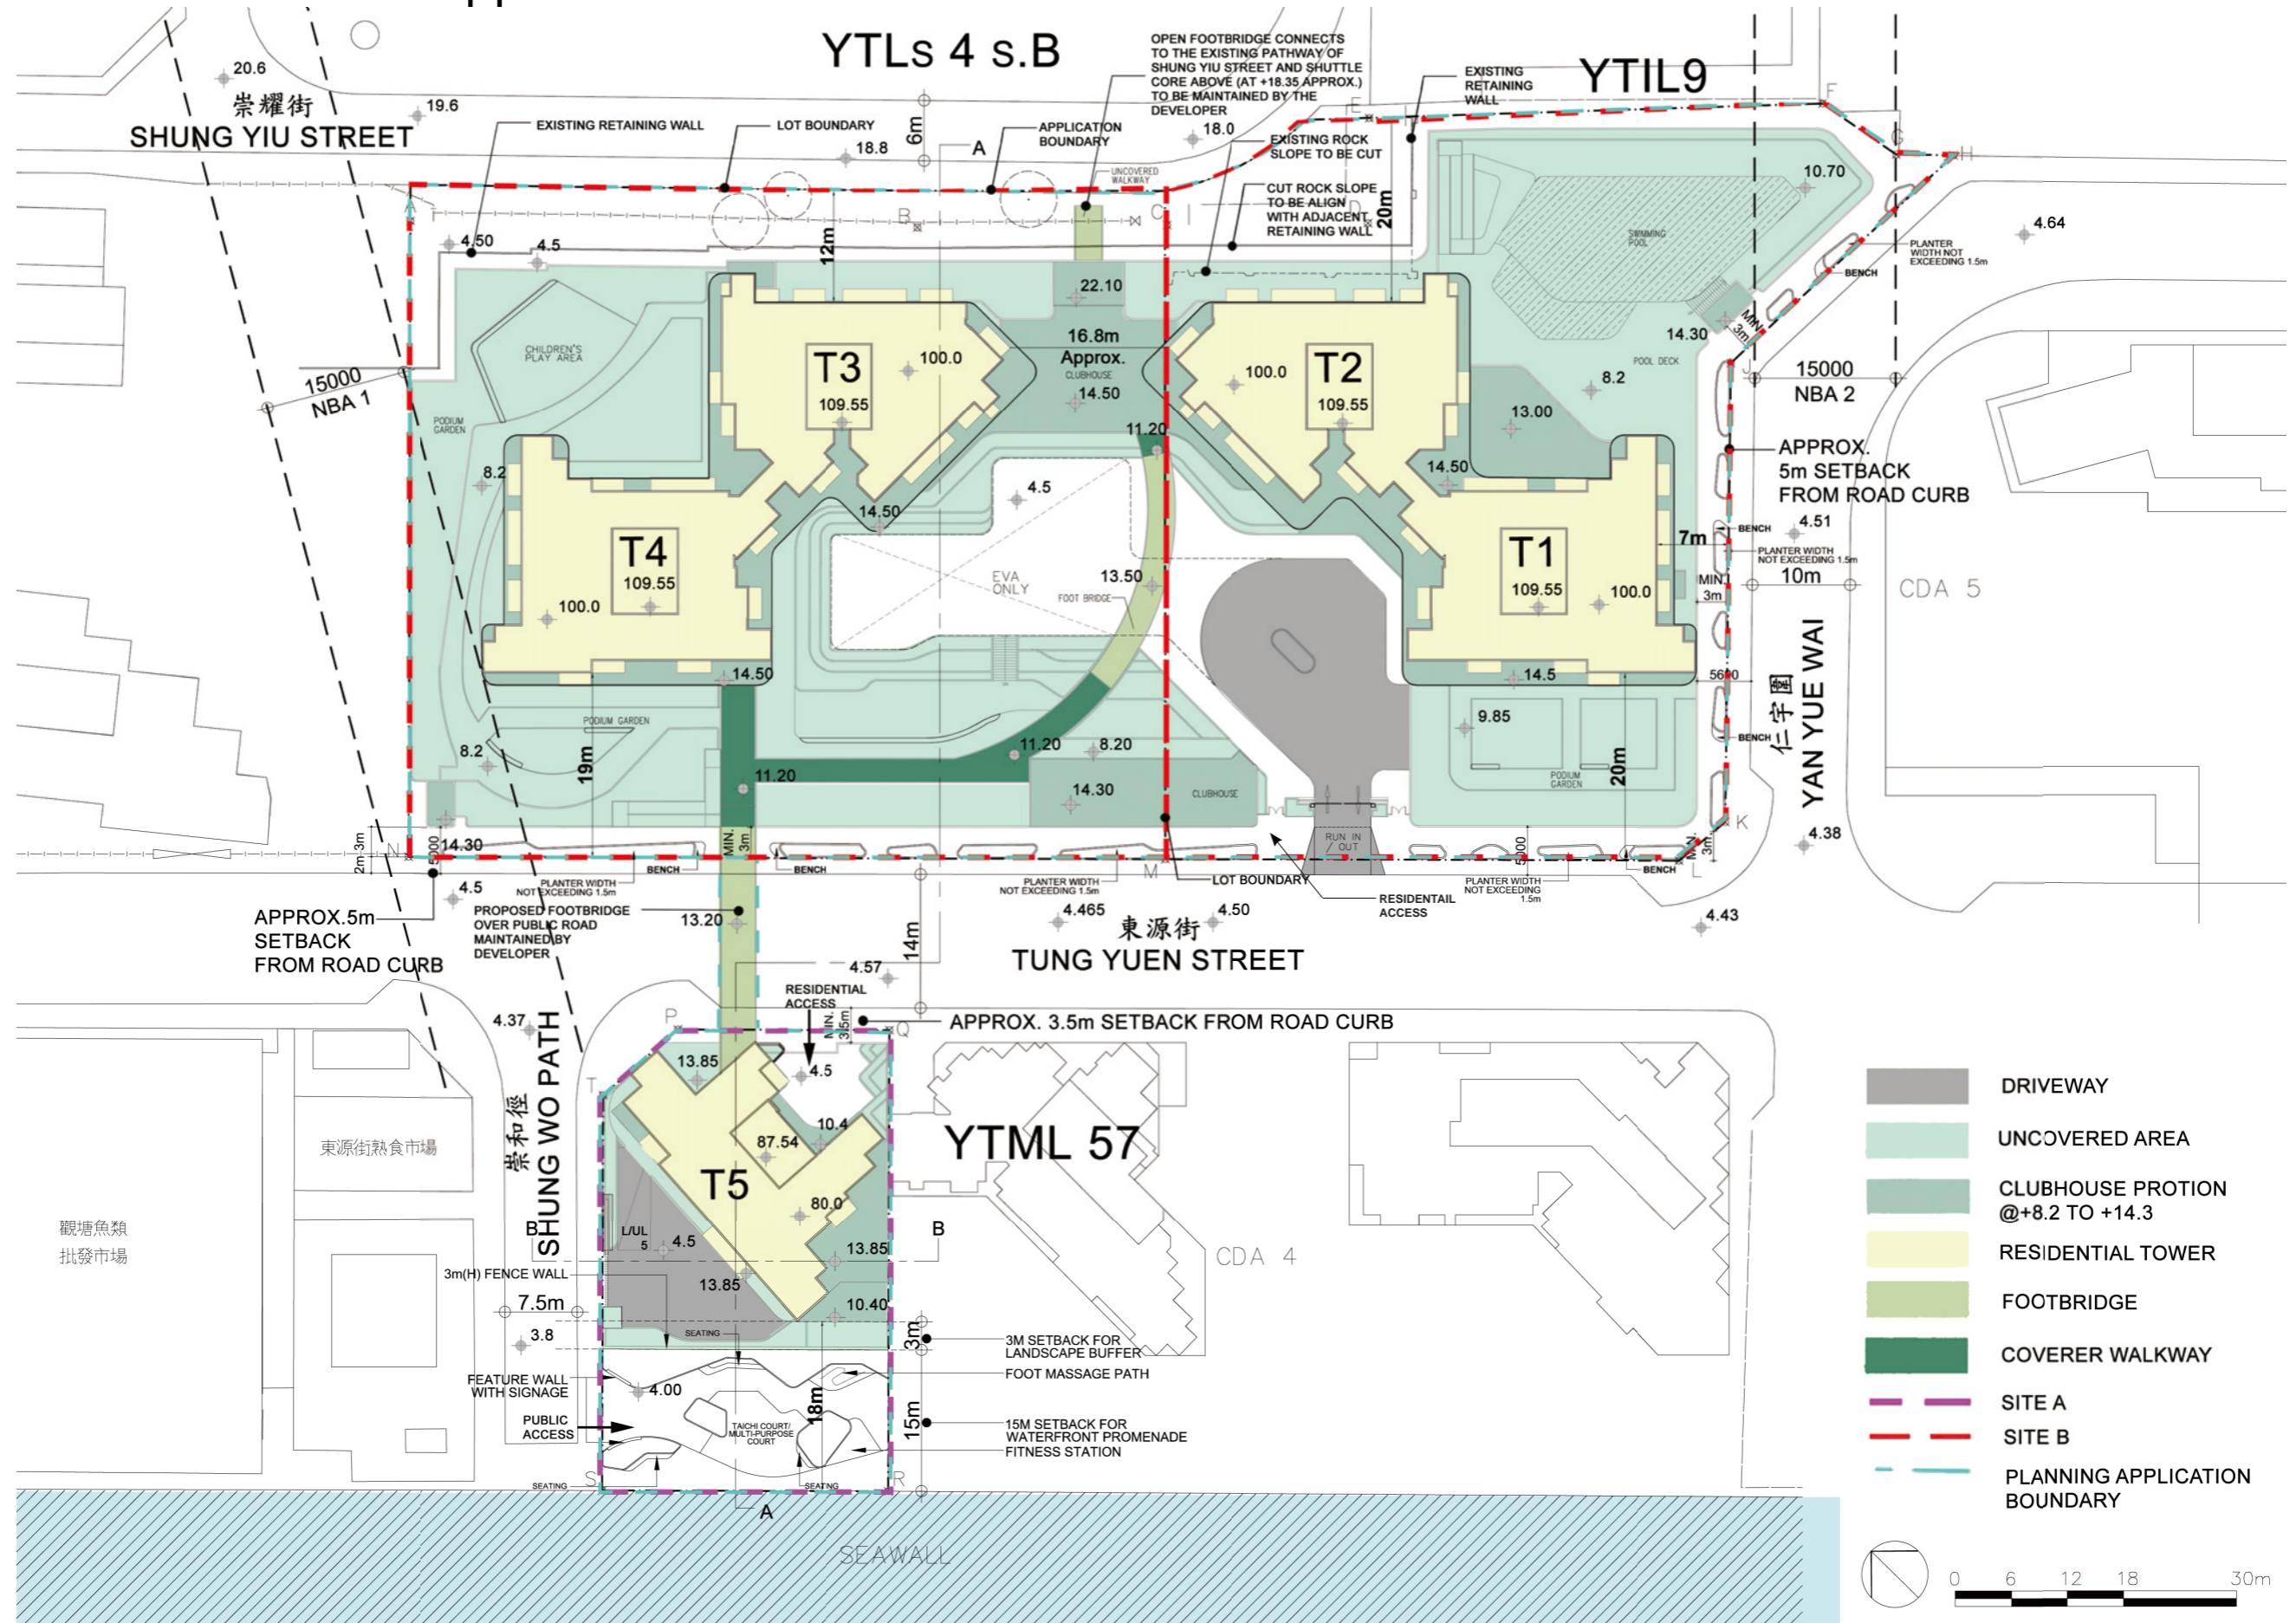 YTLs 4 s.B
YTIL9
OPEN FOOTBRIDGE CONNECTS
TO THE EXISTING PATHWAY OF
SHUNG YIU STREET AND SHUTTLE
CORE ABOVE (AT +18.35 APPROX.)
TO BE MAINTAINED BY THE
DEVELOPER
EXISTING
RETAINING
WALL
20.6
崇耀街
SHUNG YIU STREET
19.6
EXISTING RETAINING WALL
LOT BOUNDARY
18.8
6m
A
APPLICATION
BOUNDARY
18.0
EXISTING ROCK
SLOPE TO BE CUT
UNCOVERED
WALKWAY
CUT ROCK SLOPE
TO BE ALIGN
WITH ADJACENT
RETAINING WALL
20m
E
F
G
H
A
B
C
I
D
10.70
4.64
SWIMMING
POOL
PLANTER
WIDTH NOT
EXCEEDING 1.5m
BENCH
4.50
4.5
12m
22.10
16.8m
Approx.
CLUBHOUSE
14.50
CHILDREN'S
PLAY AREA
T3
100.0
109.55
T2
100.0
109.55
14.30
MIN.
3m
POOL DECK
8.2
13.00
J
15000
NBA 1
15000
NBA 2
PODIUM
GARDEN
8.2
11.20
14.50
APPROX.
5m SETBACK
FROM ROAD CURB
4.5
14.50
T4
109.55
100.0
EVA
ONLY
13.50
FOOT BRIDGE
T1
109.55
100.0
7m
BENCH
4.51
PLANTER WIDTH
NOT EXCEEDING 1.5m
MIN.
3m
10m
CDA 5
14.50
14.5
5600
仁宇圍
YAN YUE WAI
PODIUM GARDEN
8.2
19m
11.20
11.20
8.20
14.30
CLUBHOUSE
9.85
PODIUM
GARDEN
20m
BENCH
RUN IN
/ OUT
K
MIN.
3m
L
4.38
N
2m-3m
5000
14.30
MIN.
3m
5000
M
4.5
PLANTER WIDTH
NOT EXCEEDING 1.5m
BENCH
BENCH
PLANTER WIDTH
NOT EXCEEDING 1.5m
LOT BOUNDARY
PLANTER WIDTH
NOT EXCEEDING
1.5m
BENCH
RESIDENTAIL
ACCESS
APPROX.5m
SETBACK
FROM ROAD CURB
PROPOSED FOOTBRIDGE
OVER PUBLIC ROAD
MAINTAINED BY
DEVELOPER
13.20
14m
4.465
4.50
4.43
東源街
TUNG YUEN STREET
4.57
RESIDENTIAL
ACCESS
4.37
P
MIN.
3.5m
Q
APPROX. 3.5m SETBACK FROM ROAD CURB
13.85
4.5
T
崇和徑
SHUNG WO PATH
東源街熟食市場
10.4
87.54
YTML 57
T5
80.0
觀塘魚類
批發市場
B
L/UL
5
4.5
B
13.85
CDA 4
3m(H) FENCE WALL
13.85
7.5m
10.40
3.8
SEATING
3m
3M SETBACK FOR
LANDSCAPE BUFFER
FOOT MASSAGE PATH
FEATURE WALL
WITH SIGNAGE
4.00
18m
PUBLIC
ACCESS
TAICHI COURT/
MULTI-PURPOSE
COURT
15m
15M SETBACK FOR
WATERFRONT PROMENADE
FITNESS STATION
S
SEATING
SEATING
R
A
SEAWALL
DRIVEWAY
UNCOVERED AREA
CLUBHOUSE PROTION
@+8.2 TO +14.3
RESIDENTIAL TOWER
FOOTBRIDGE
COVERER WALKWAY
SITE A
SITE B
PLANNING APPLICATION
BOUNDARY
0 6 12 18 30m